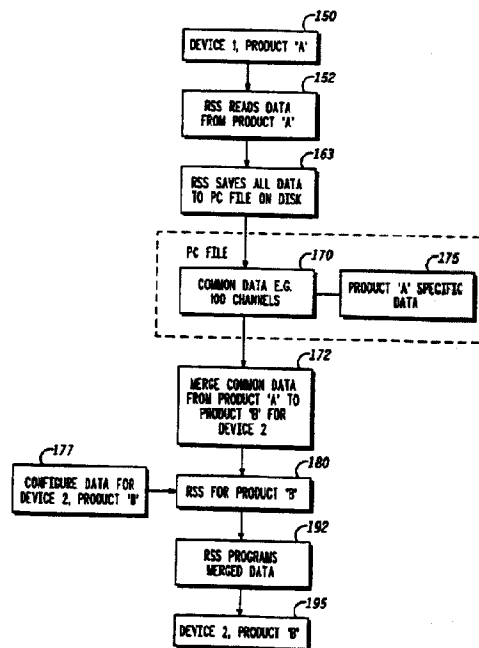 150
DEVICE 1, PRODUCT 'A'
152
RSS READS DATA
FROM PRODUCT 'A'
163
RSS SAVES ALL DATA
TO PC FILE ON DISK
PC FILE
170
175
COMMON DATA E.G.
100 CHANNELS
PRODUCT 'A' SPECIFIC
DATA
172
MERGE COMMON DATA
FROM PRODUCT 'A' TO
PRODUCT 'B' FOR
DEVICE 2
177
CONFIGURE DATA FOR
DEVICE 2, PRODUCT 'B'
180
RSS FOR PRODUCT 'B'
192
RSS PROGRAMS
MERGED DATA
195
DEVICE 2, PRODUCT 'B'